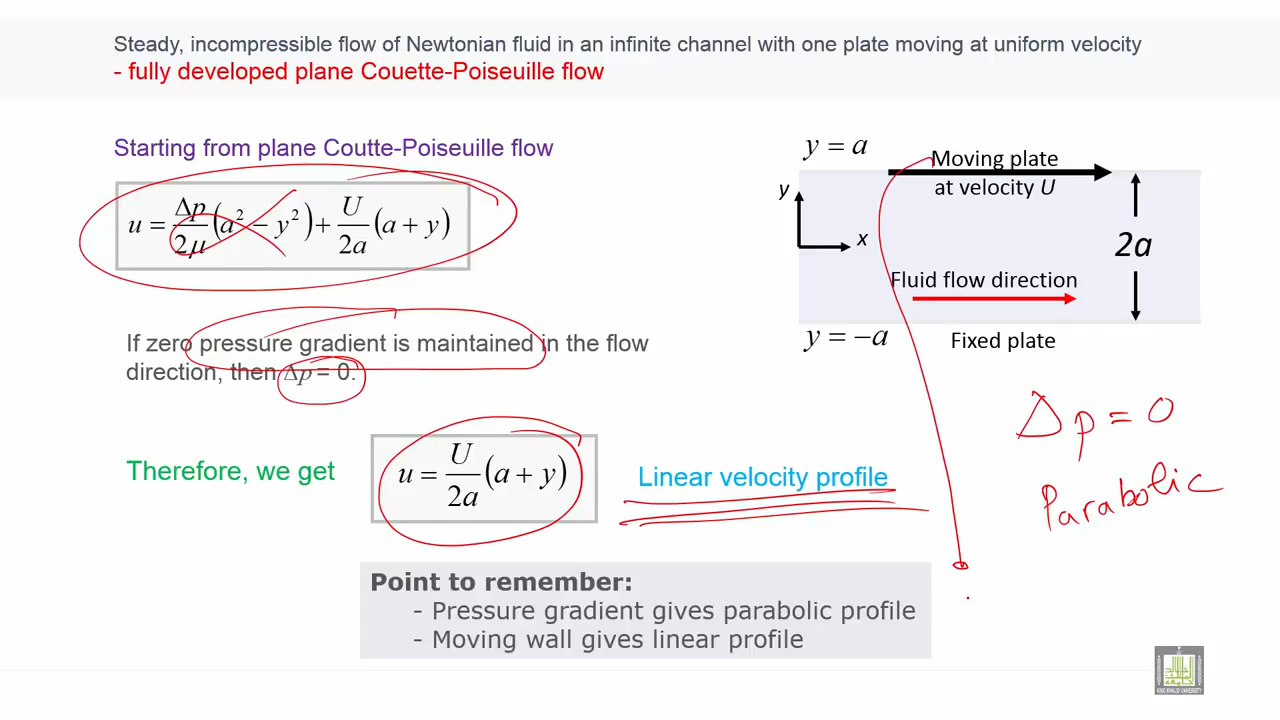 Steady, incompressible flow of Newtonian fluid in an infinite channel with one plate moving at uniform velocity
- fully developed plane Couette-Poiseuille flow
Starting from plane Coutte-Poiseuille flow
u = Δp/2μ (a² − y²) + U/2a (a + y)
If zero pressure gradient is maintained in the flow
direction, then Δp = 0.
Therefore, we get
u = U/2a (a + y)
Linear velocity profile
Point to remember:
- Pressure gradient gives parabolic profile
- Moving wall gives linear profile
y = a
Moving plate
at velocity U
y
x
2a
Fluid flow direction
y = −a
Fixed plate
Δp = 0
Parabolic
KING KHALID UNIVERSITY